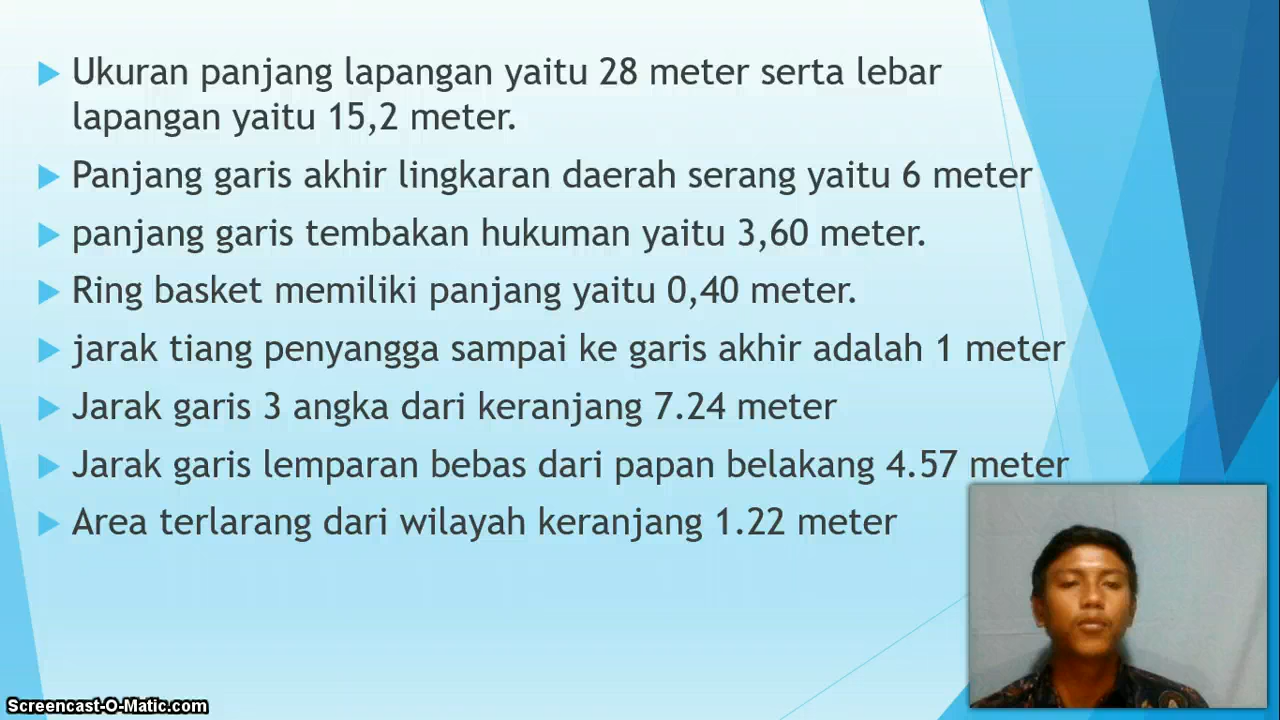 Ukuran panjang lapangan yaitu 28 meter serta lebar
lapangan yaitu 15,2 meter.
Panjang garis akhir lingkaran daerah serang yaitu 6 meter
panjang garis tembakan hukuman yaitu 3,60 meter.
Ring basket memiliki panjang yaitu 0,40 meter.
jarak tiang penyangga sampai ke garis akhir adalah 1 meter
Jarak garis 3 angka dari keranjang 7.24 meter
Jarak garis lemparan bebas dari papan belakang 4.57 meter
Area terlarang dari wilayah keranjang 1.22 meter
Screencast-O-Matic.com